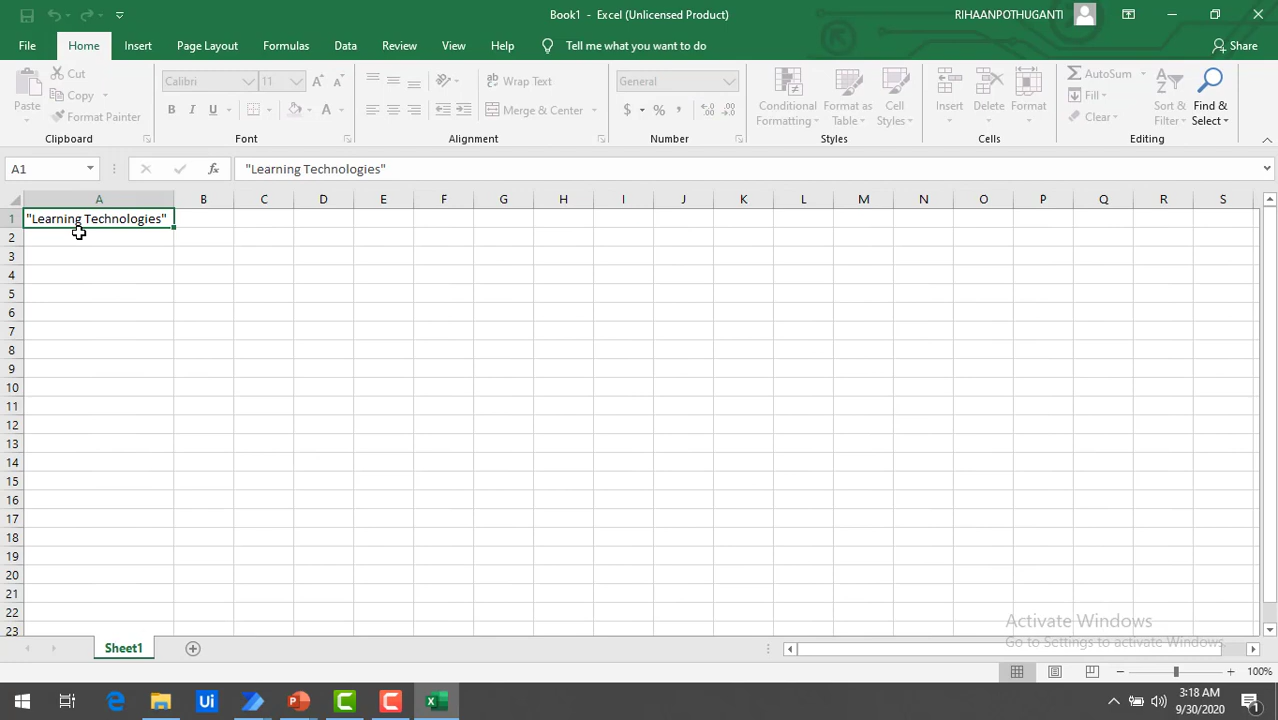 Book1 - Excel (Unlicensed Product)
RIHAANPOTHUGANTI
File Home Insert Page Layout Formulas Data Review View Help Tell me what you want to do Share
Paste
Cut
Copy
Format Painter
Clipboard
Calibri 11
B I U A
Font
Wrap Text
Merge & Center
Alignment
General
$ % ,
Number
Conditional Formatting
Format as Table
Cell Styles
Styles
Insert
Delete
Format
Cells
AutoSum
Fill
Clear
Sort & Filter
Find & Select
Editing
A1 fx "Learning Technologies"
A B C D E F G H I J K L M N O P Q R S
1 "Learning Technologies"
2
3
4
5
6
7
8
9
10
11
12
13
14
15
16
17
18
19
20
21
22
23
Activate Windows
Go to Settings to activate Windows.
Sheet1
100%
Ui
3:18 AM
9/30/2020
1